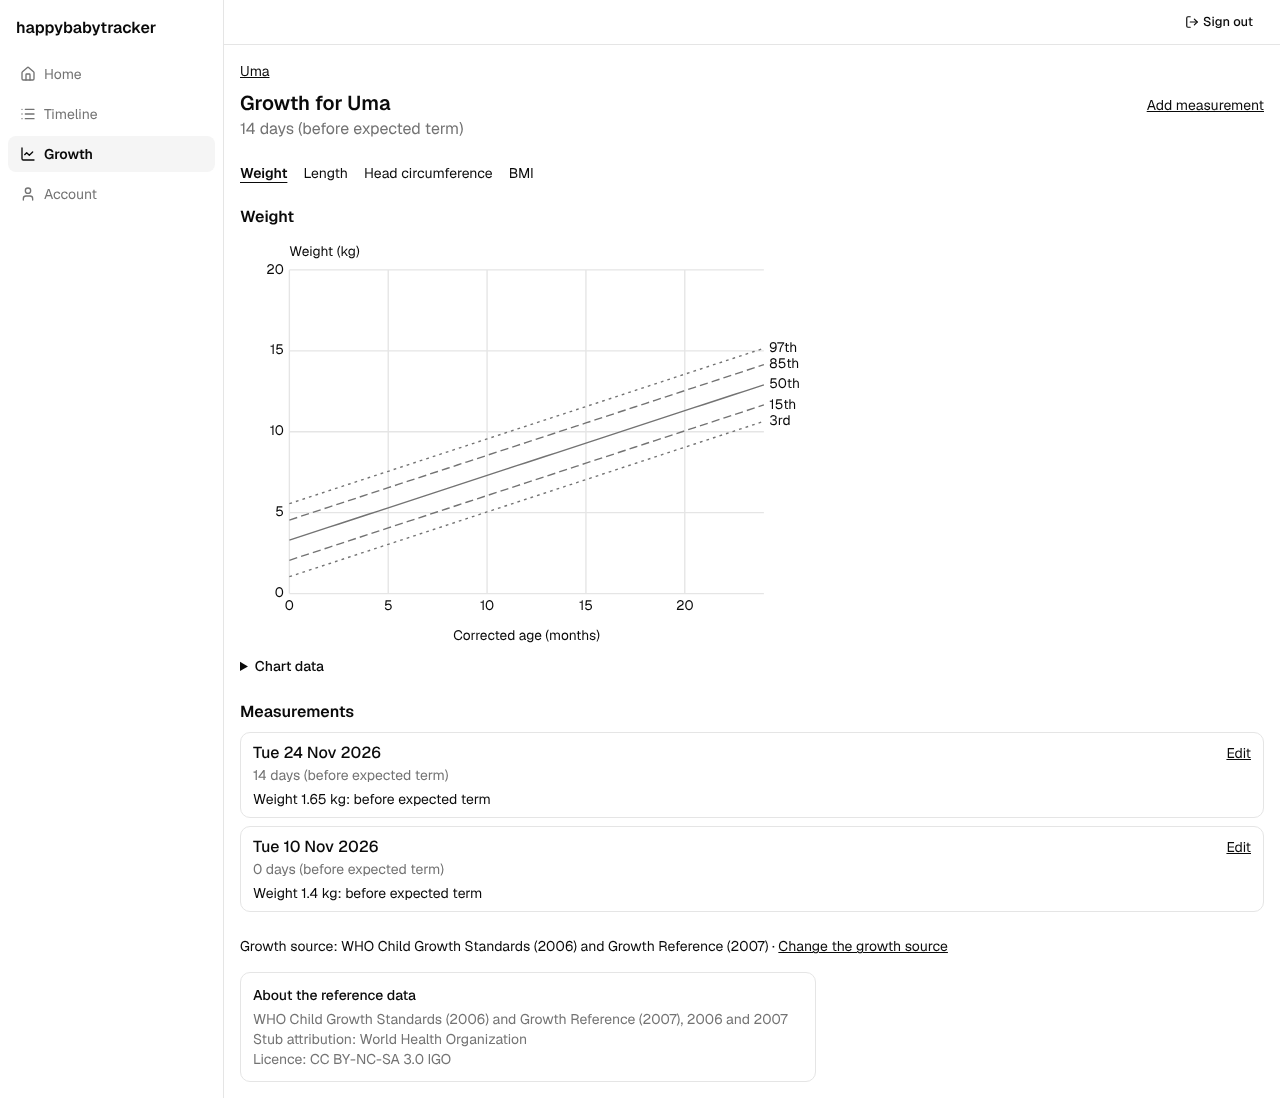 happybabytracker
Sign out
Home
Timeline
Growth
Account
Uma
Growth for Uma
Add measurement
14 days (before expected term)
Weight Length Head circumference BMI
Weight
Weight (kg)
20
15
10
5
0
97th
85th
50th
15th
3rd
0 5 10 15 20
Corrected age (months)
Chart data
Measurements
Tue 24 Nov 2026
Edit
14 days (before expected term)
Weight 1.65 kg: before expected term
Tue 10 Nov 2026
Edit
0 days (before expected term)
Weight 1.4 kg: before expected term
Growth source: WHO Child Growth Standards (2006) and Growth Reference (2007) · Change the growth source
About the reference data
WHO Child Growth Standards (2006) and Growth Reference (2007), 2006 and 2007
Stub attribution: World Health Organization
Licence: CC BY-NC-SA 3.0 IGO